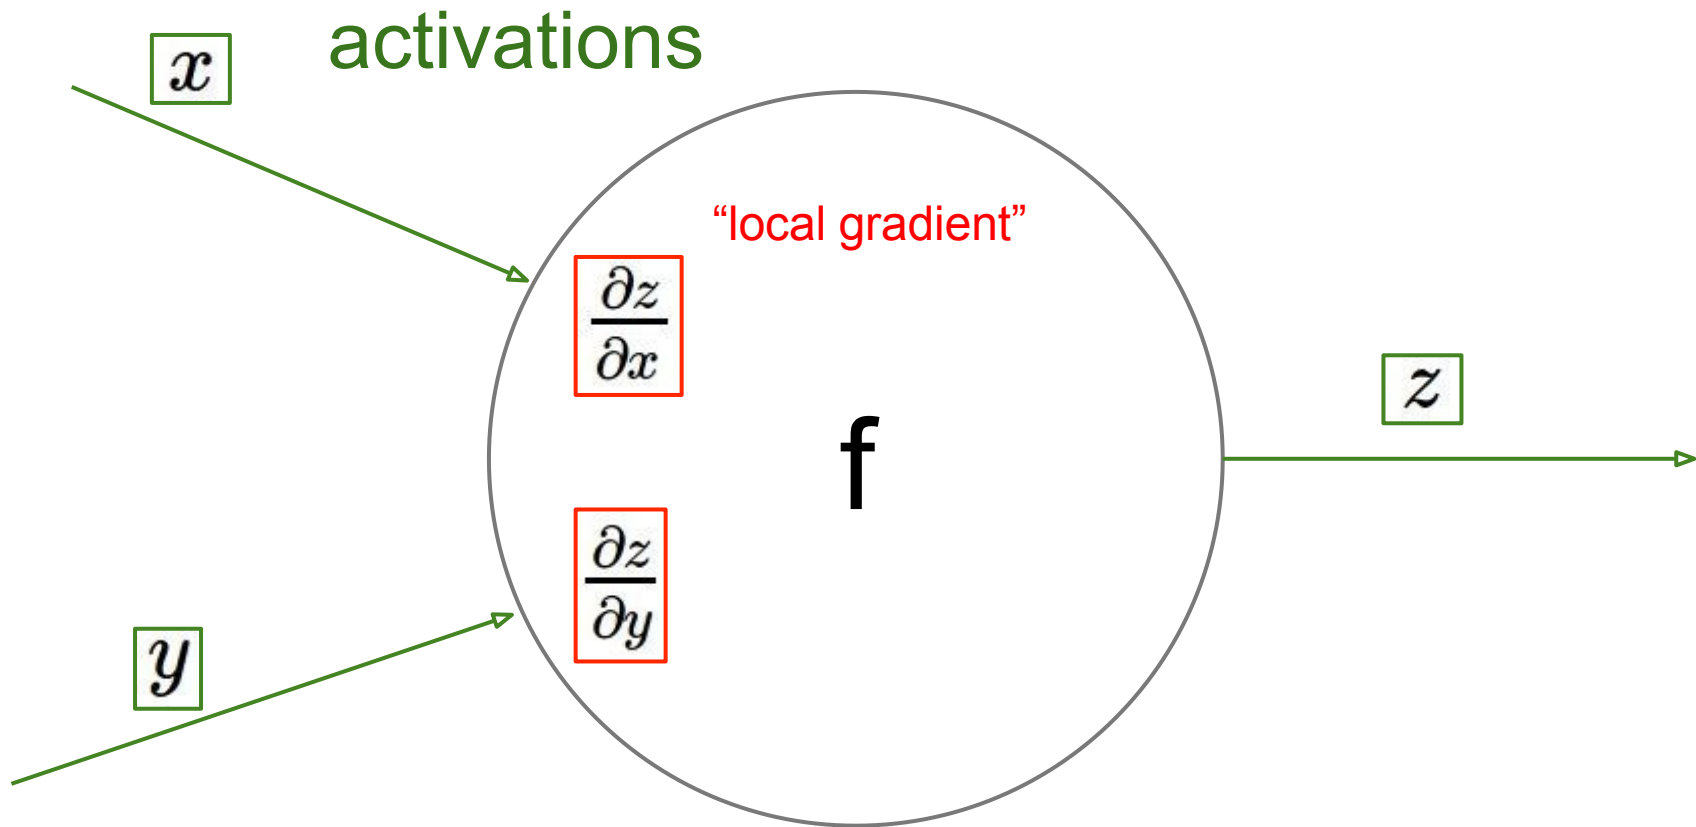 activations
x
“local gradient”
∂z
∂x
z
f
∂z
∂y
y